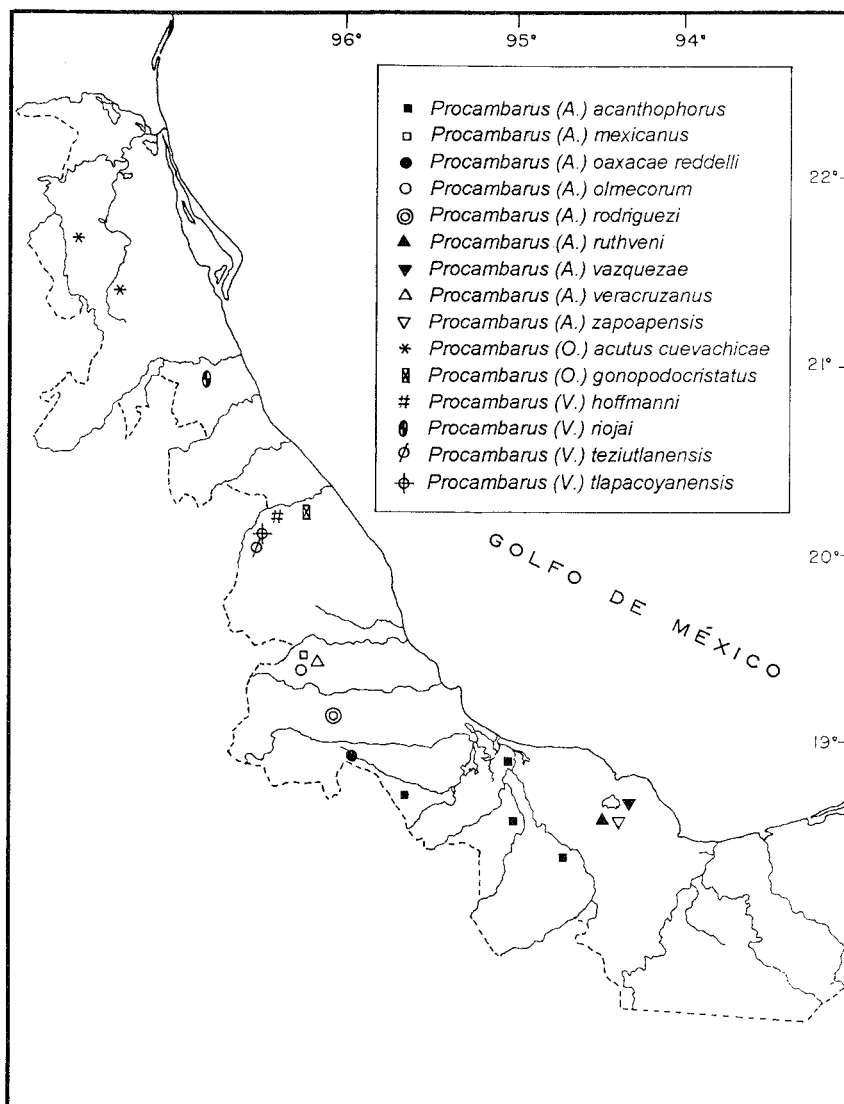 96° 95° 94°
Procambarus (A.) acanthophorus
Procambarus (A.) mexicanus
Procambarus (A.) oaxacae reddelli
Procambarus (A.) olmecorum
Procambarus (A.) rodriguezi
Procambarus (A.) ruthveni
Procambarus (A.) vazquezae
Procambarus (A.) veracruzanus
Procambarus (A.) zapoapensis
Procambarus (O.) acutus cuevachicae
Procambarus (O.) gonopodocristatus
Procambarus (V.) hoffmanni
Procambarus (V.) riojai
Procambarus (V.) teziutlanensis
Procambarus (V.) tlapacoyanensis
22°
21°
20°
19°
GOLFO DE MÉXICO